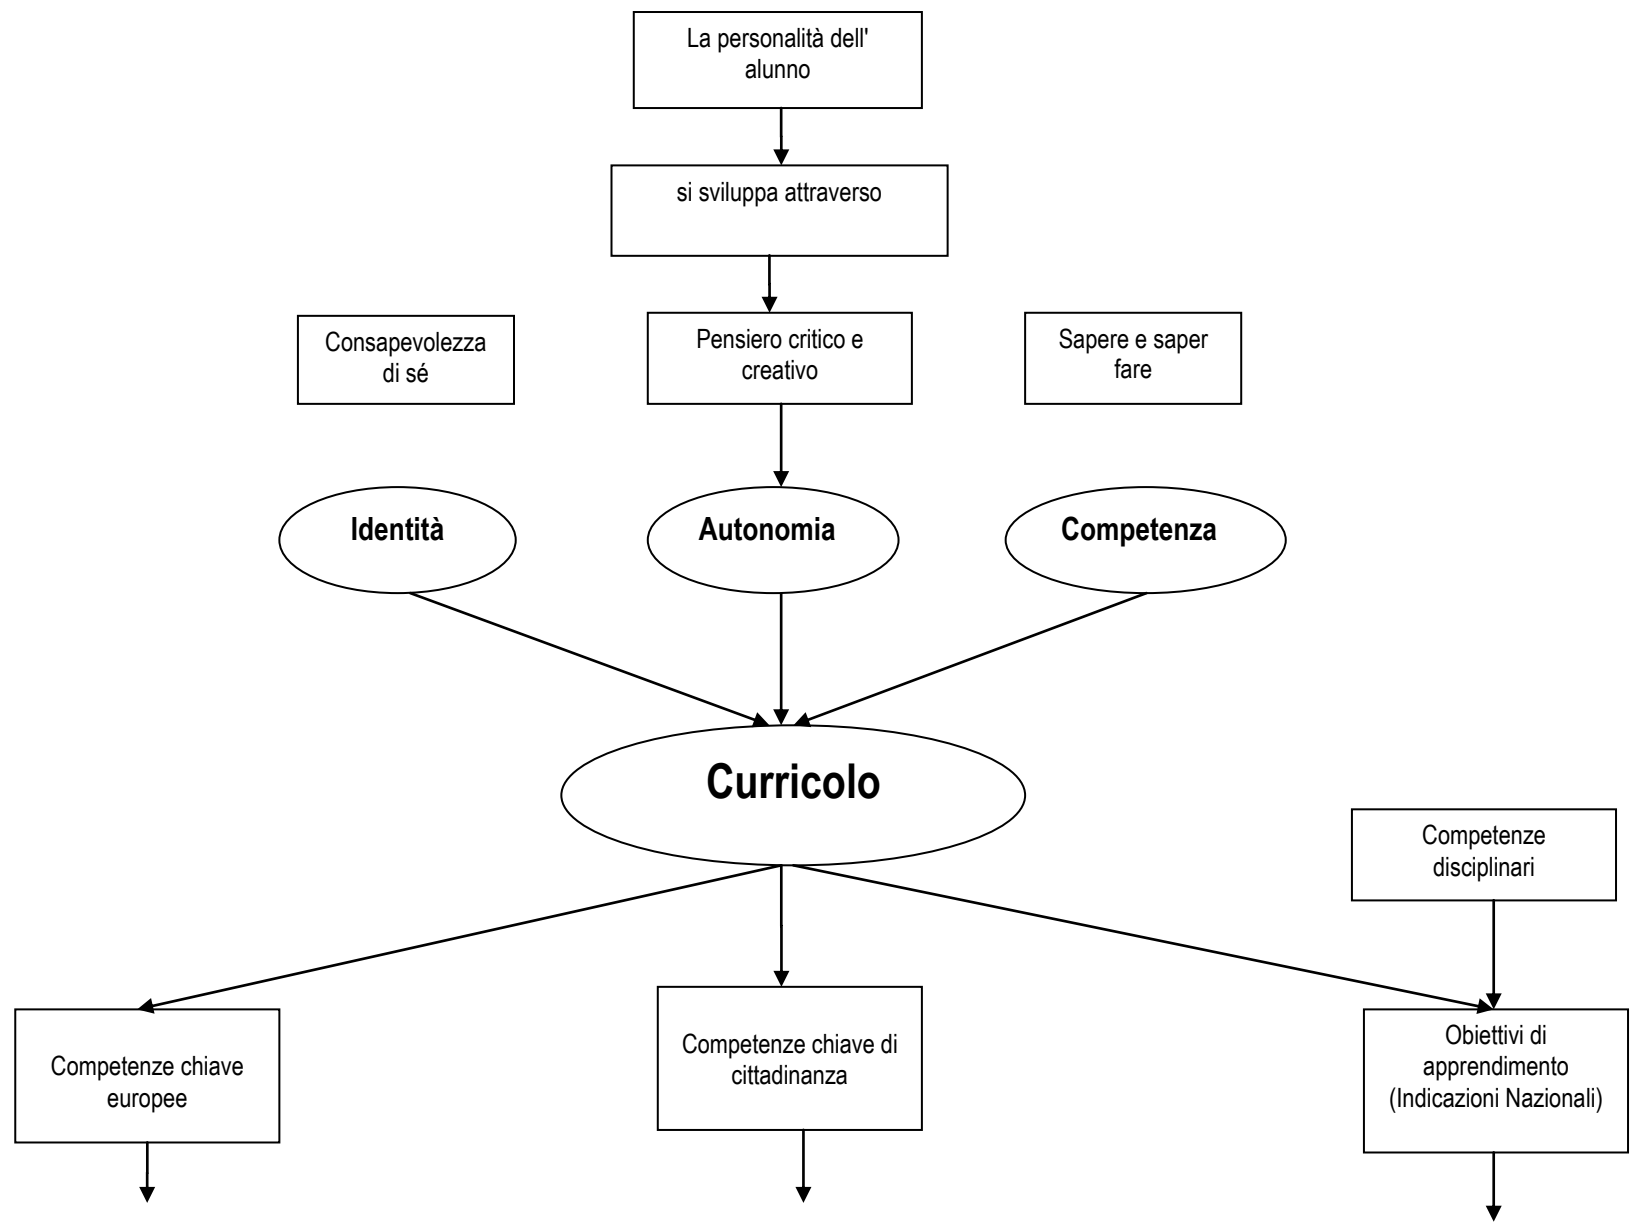 La personalità dell'
alunno
si sviluppa attraverso
Consapevolezza
di sé
Pensiero critico e
creativo
Sapere e saper
fare
Identità
Autonomia
Competenza
Curricolo
Competenze
disciplinari
Competenze chiave
europee
Competenze chiave di
cittadinanza
Obiettivi di
apprendimento
(Indicazioni Nazionali)